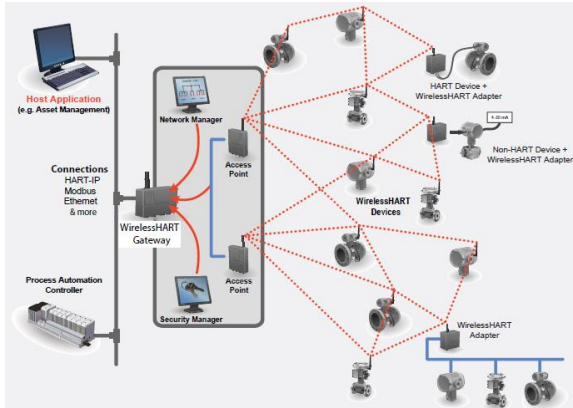 Host Application
(e.g. Asset Management)
Network Manager
Access
Point
HART Device +
WirelessHART Adapter
4-20 mA
Non-HART Device +
WirelessHART Adapter
Connections
HART-IP
Modbus
Ethernet
& more
WirelessHART
Gateway
WirelessHART
Devices
Access
Point
Security Manager
Process Automation
Controller
WirelessHART
Adapter